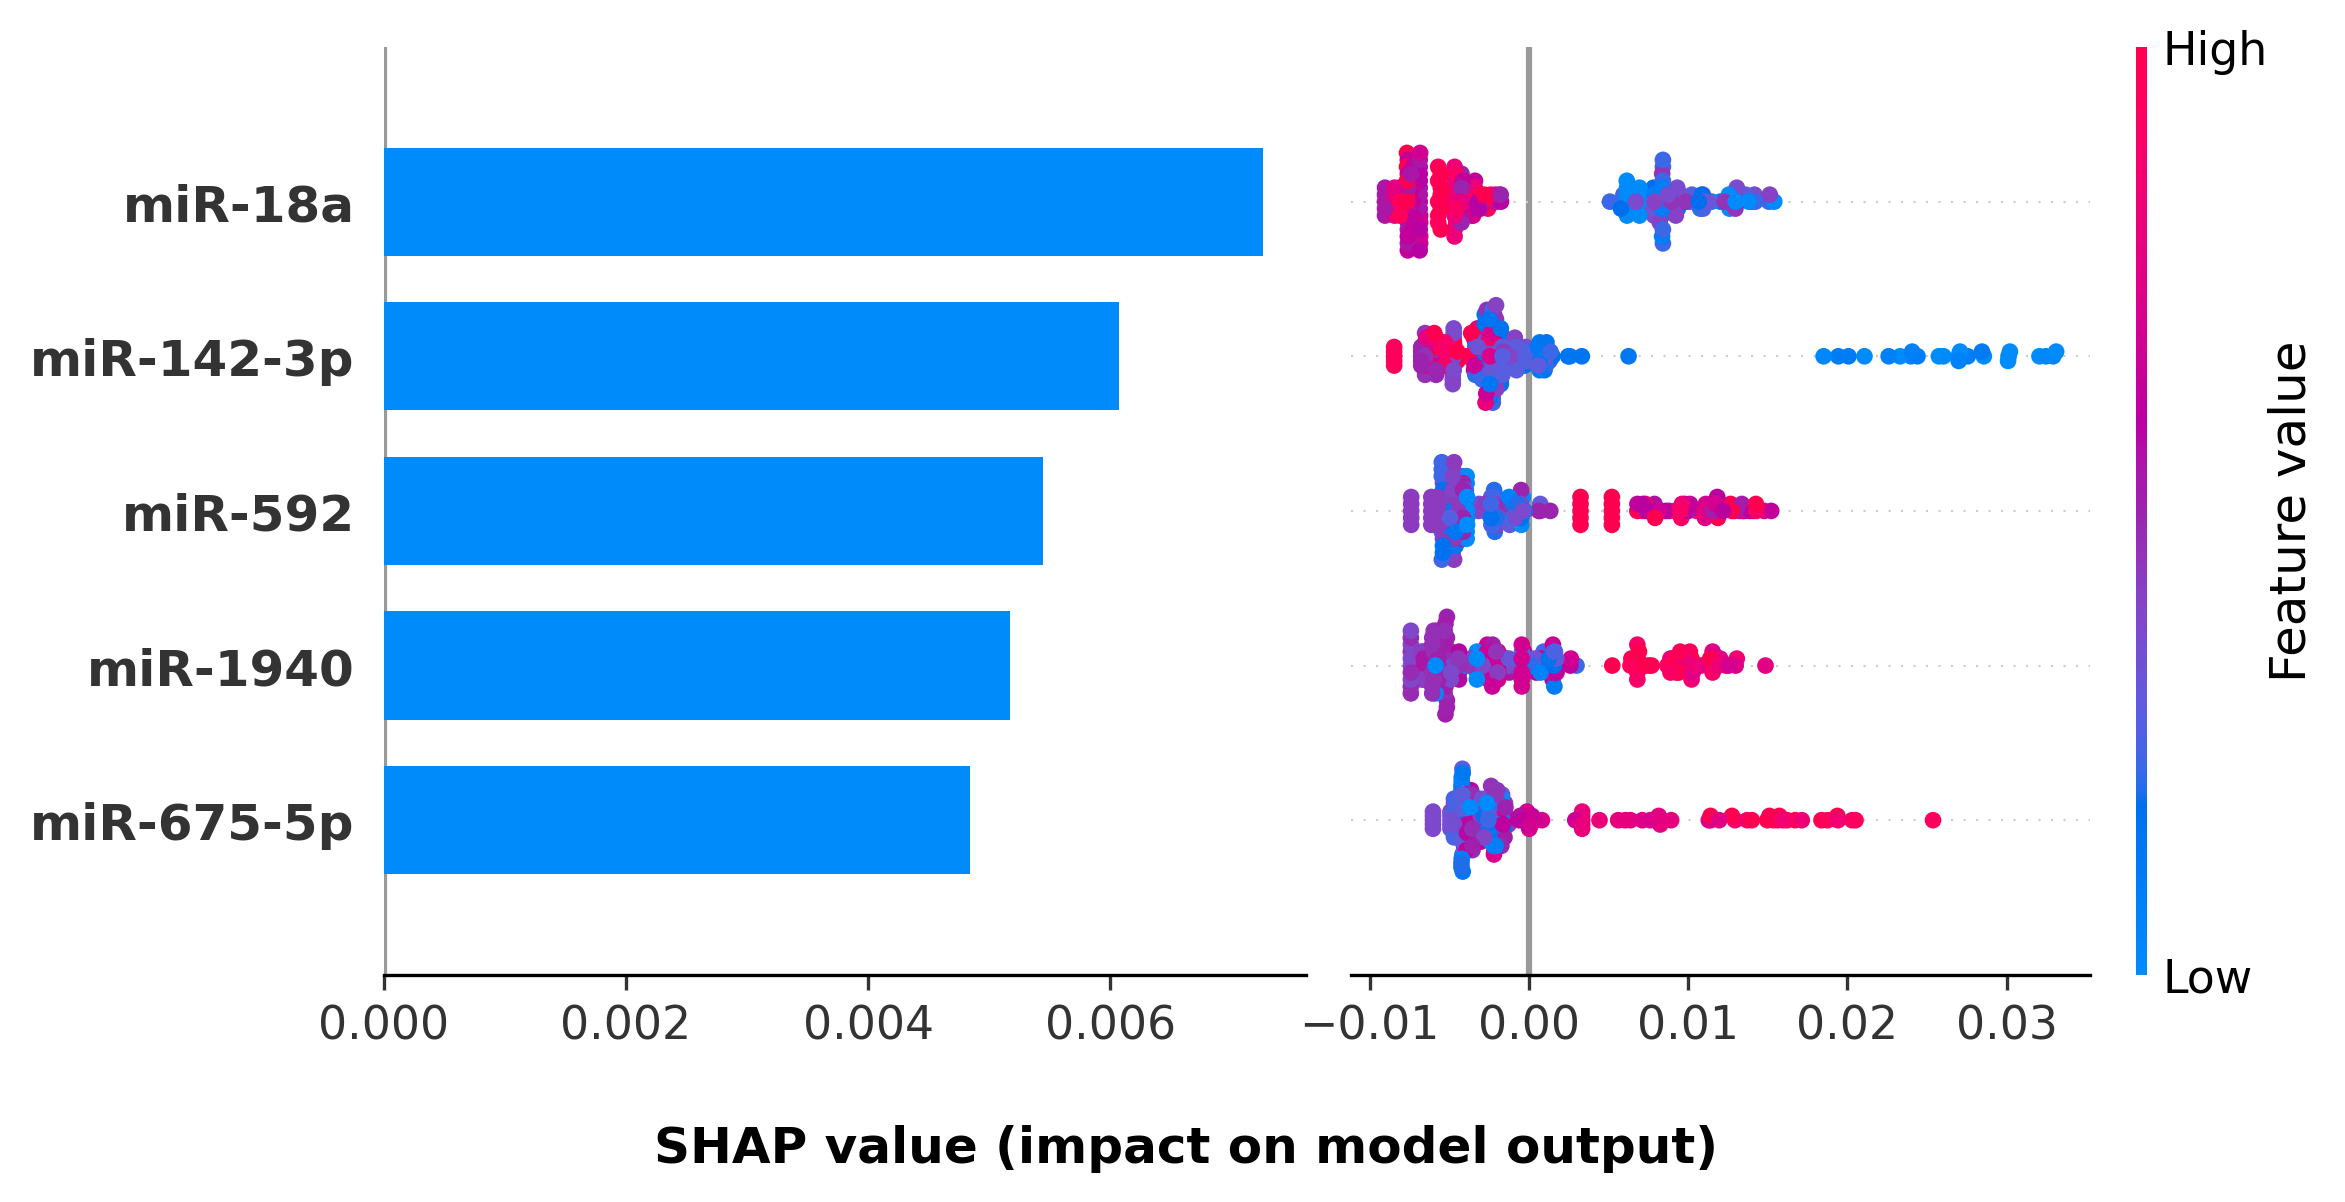 High
miR-18a
miR-142-3p
miR-592
miR-1940
miR-675-5p
Feature value
Low
0.000 0.002 0.004 0.006 −0.01 0.00 0.01 0.02 0.03
SHAP value (impact on model output)